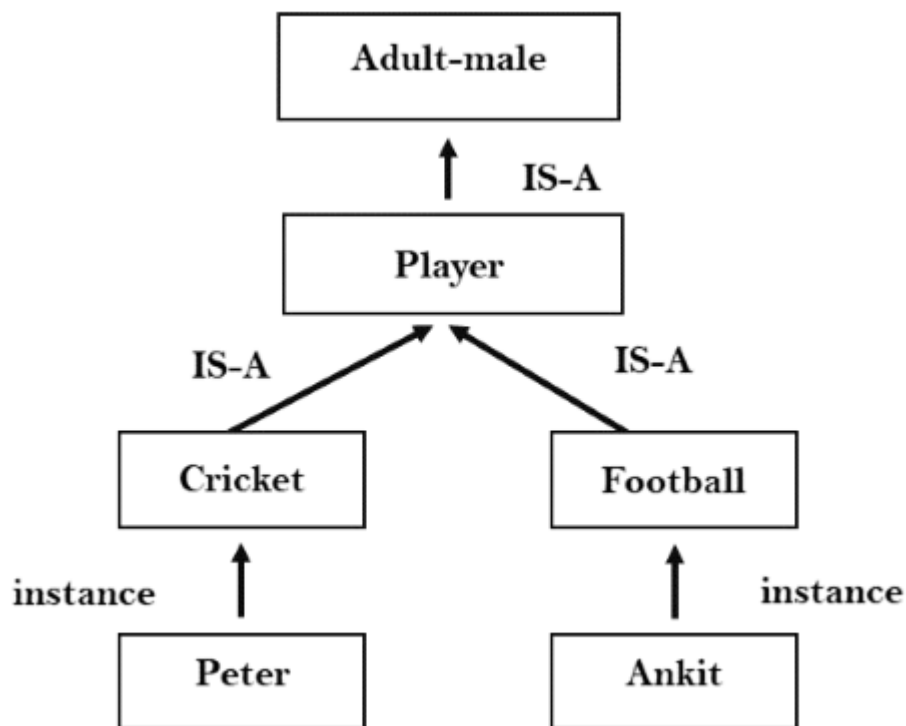 Adult-male
IS-A
Player
IS-A
IS-A
Cricket
Football
instance
instance
Peter
Ankit